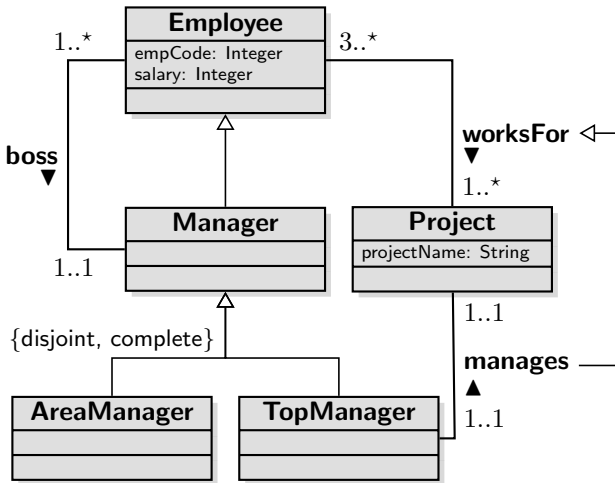 Employee
1..⋆
empCode: Integer
salary: Integer
3..⋆
boss
worksFor
1..⋆
Manager
Project
projectName: String
1..1
1..1
{disjoint, complete}
manages
AreaManager
TopManager
1..1